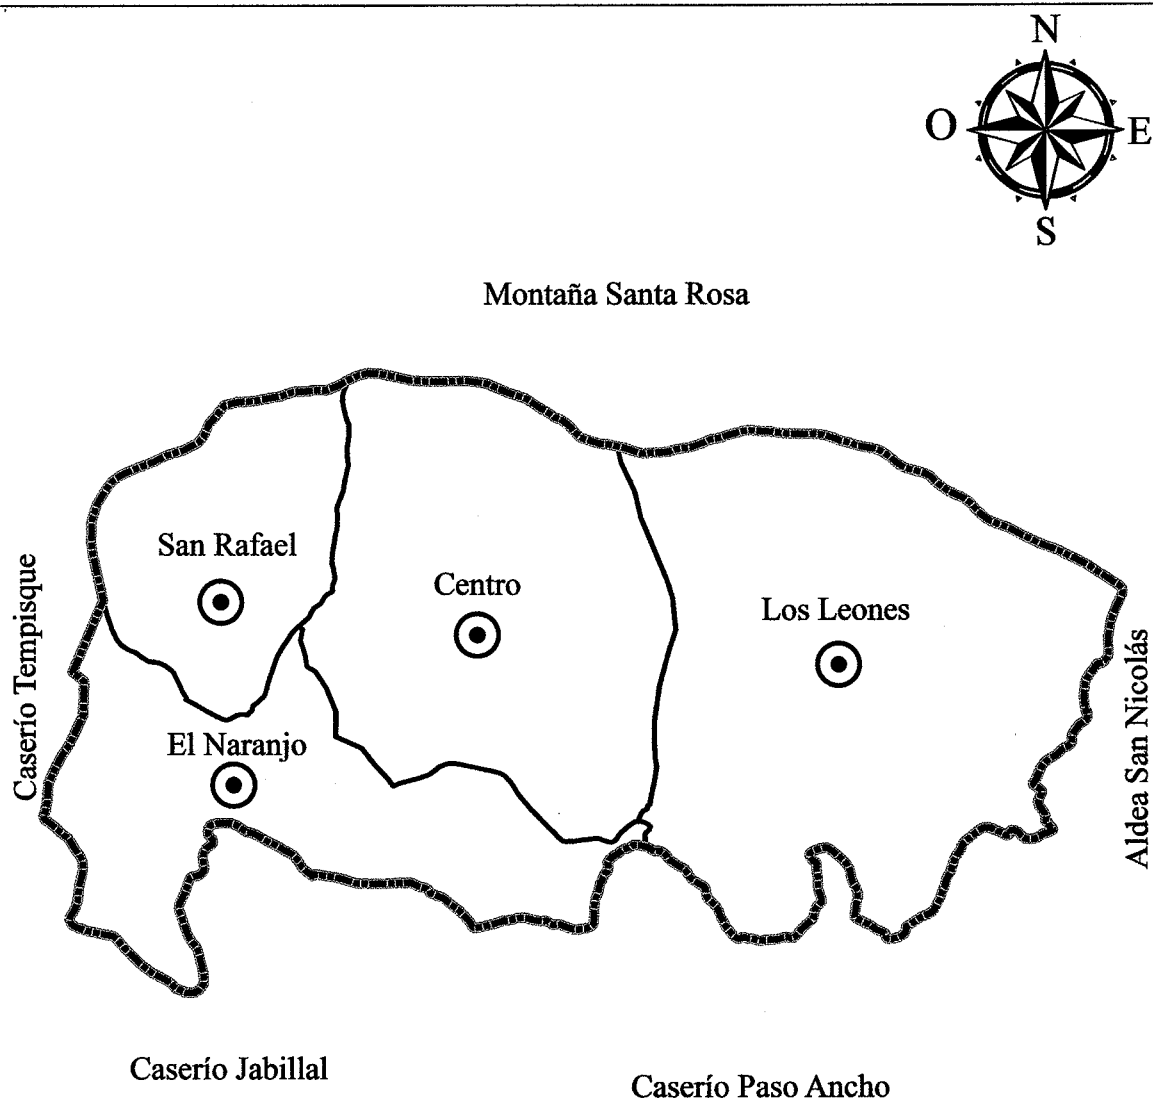 N
O
E
S
Montaña Santa Rosa
San Rafael
Centro
Los Leones
Caserío Tempisque
Aldea San Nicolás
El Naranjo
Caserío Jabillal
Caserío Paso Ancho